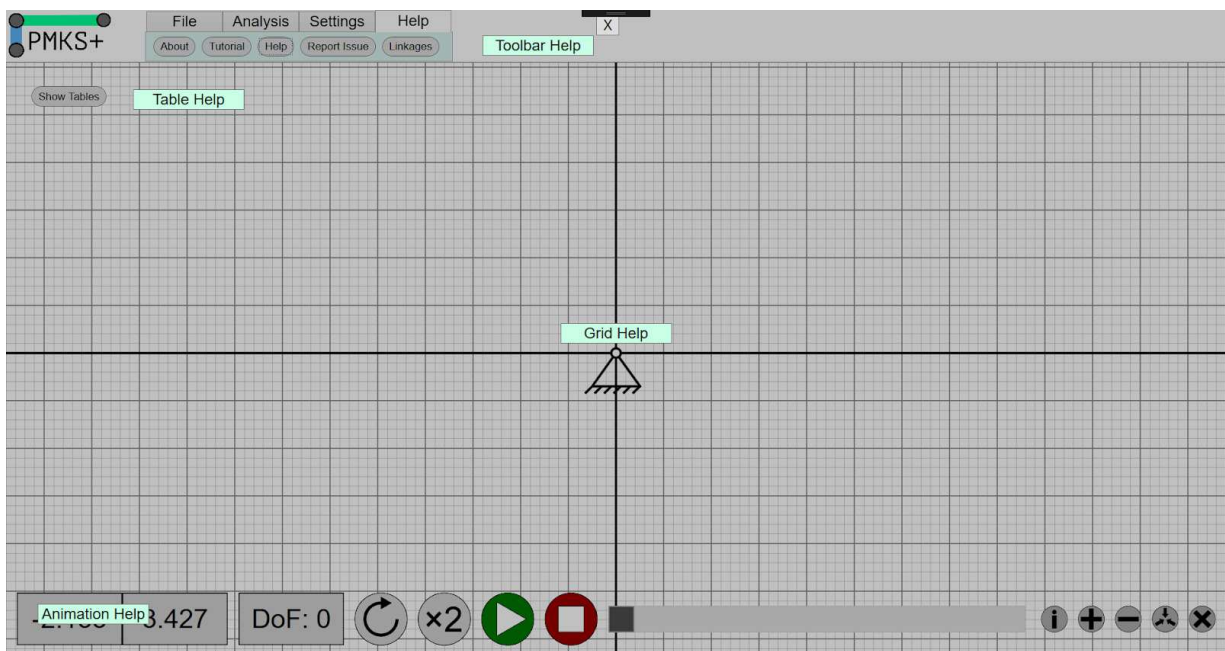 PMKS+
File Analysis Settings Help
X
About Tutorial Help Report Issue Linkages
Toolbar Help
Show Tables
Table Help
Grid Help
Animation Help
3.427
DoF: 0
×2